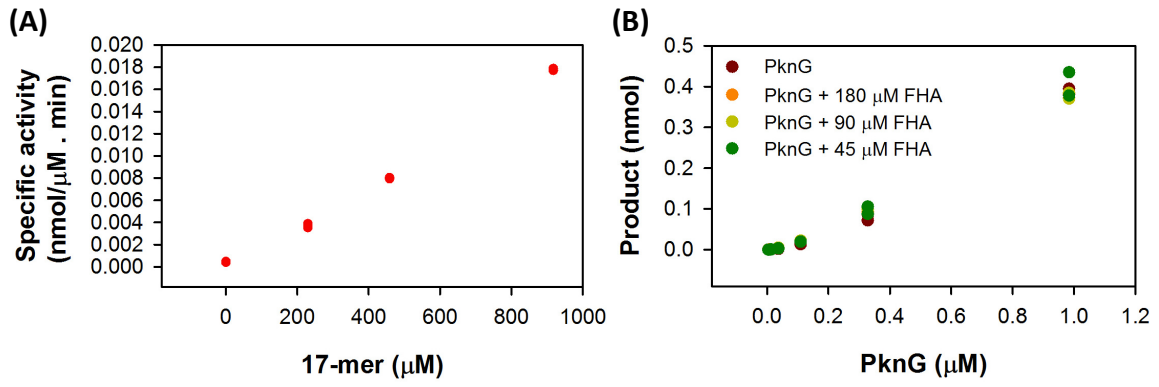 (A)
Specific activity
(nmol/μM . min)
0.020
0.018
0.016
0.014
0.012
0.010
0.008
0.006
0.004
0.002
0.000
0 200 400 600 800 1000
17-mer (μM)
(B)
Product (nmol)
0.5
0.4
0.3
0.2
0.1
0.0
PknG
PknG + 180 μM FHA
PknG + 90 μM FHA
PknG + 45 μM FHA
0.0 0.2 0.4 0.6 0.8 1.0 1.2
PknG (μM)